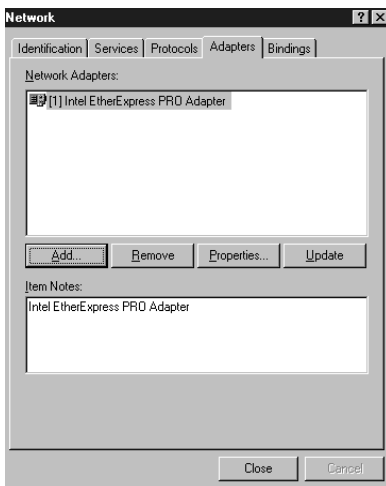 Network
Identification Services Protocols Adapters Bindings
Network Adapters:
[1] Intel EtherExpress PRO Adapter
Add... Remove Properties... Update
Item Notes:
Intel EtherExpress PRO Adapter
Close Cancel